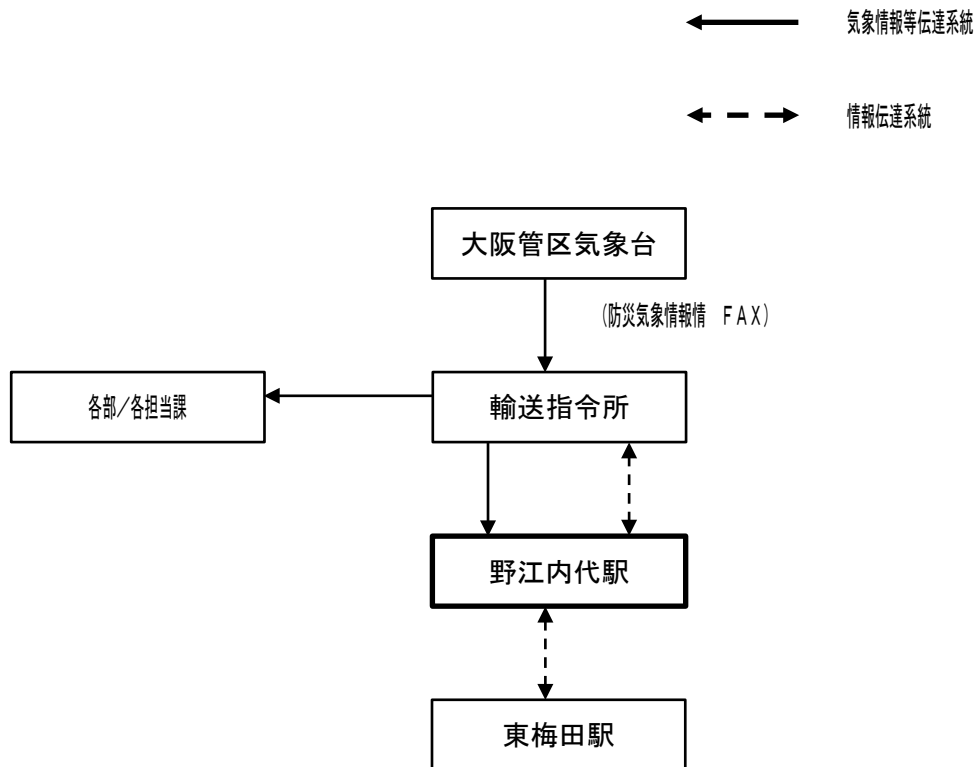 気象情報等伝達系統
情報伝達系統
大阪管区気象台
(防災気象情報情　ＦＡＸ)
各部／各担当課
輸送指令所
野江内代駅
東梅田駅